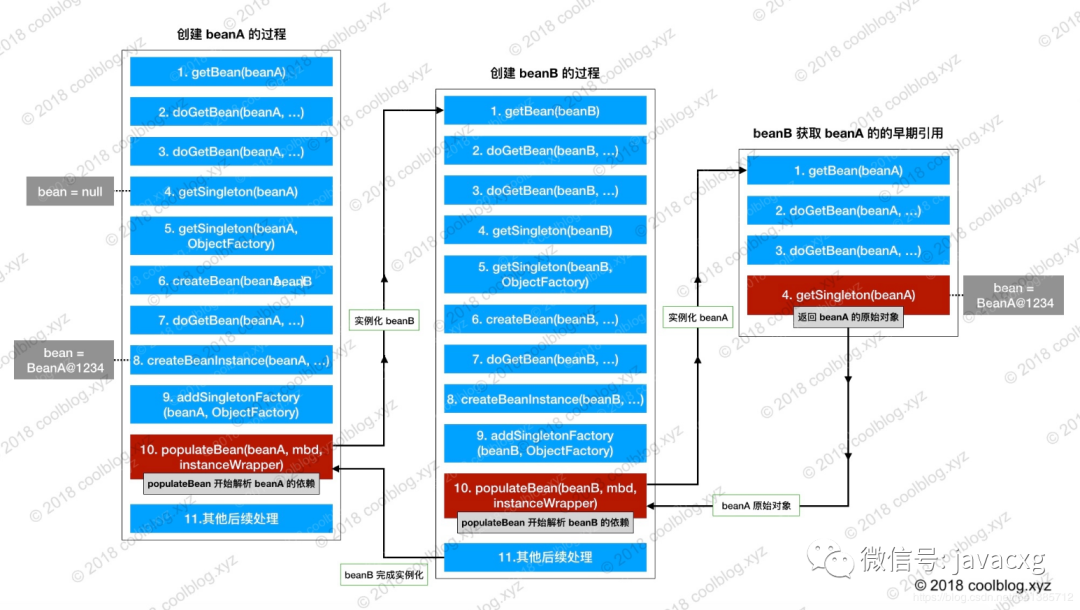 创建 beanA 的过程
1. getBean(beanA)
2. doGetBean(beanA, …)
3. doGetBean(beanA, …)
bean = null
4. getSingleton(beanA)
5. getSingleton(beanA,
ObjectFactory)
6. createBean(beanA,
7. doGetBean(beanA, …)
bean =
BeanA@1234
8. createBeanInstance(beanA, …)
9. addSingletonFactory
(beanA, ObjectFactory)
10. populateBean(beanA, mbd,
instanceWrapper)
populateBean 开始解析 beanA 的依赖
11.其他后续处理
实例化 beanB
创建 beanB 的过程
1. getBean(beanB)
2. doGetBean(beanB, …)
3. doGetBean(beanB, …)
4. getSingleton(beanB)
5. getSingleton(beanB,
ObjectFactory)
6. createBean(beanB, …)
7. doGetBean(beanB, …)
8. createBeanInstance(beanB, …)
9. addSingletonFactory
(beanB, ObjectFactory)
10. populateBean(beanB, mbd,
instanceWrapper)
populateBean 开始解析 beanB 的依赖
11.其他后续处理
beanB 完成实例化
实例化 beanA
beanB 获取 beanA 的的早期引用
1. getBean(beanA)
2. doGetBean(beanA, …)
3. doGetBean(beanA, …)
4. getSingleton(beanA)
返回 beanA 的原始对象
bean =
BeanA@1234
beanA 原始对象
微信号: javacxg
© 2018 coolblog.xyz